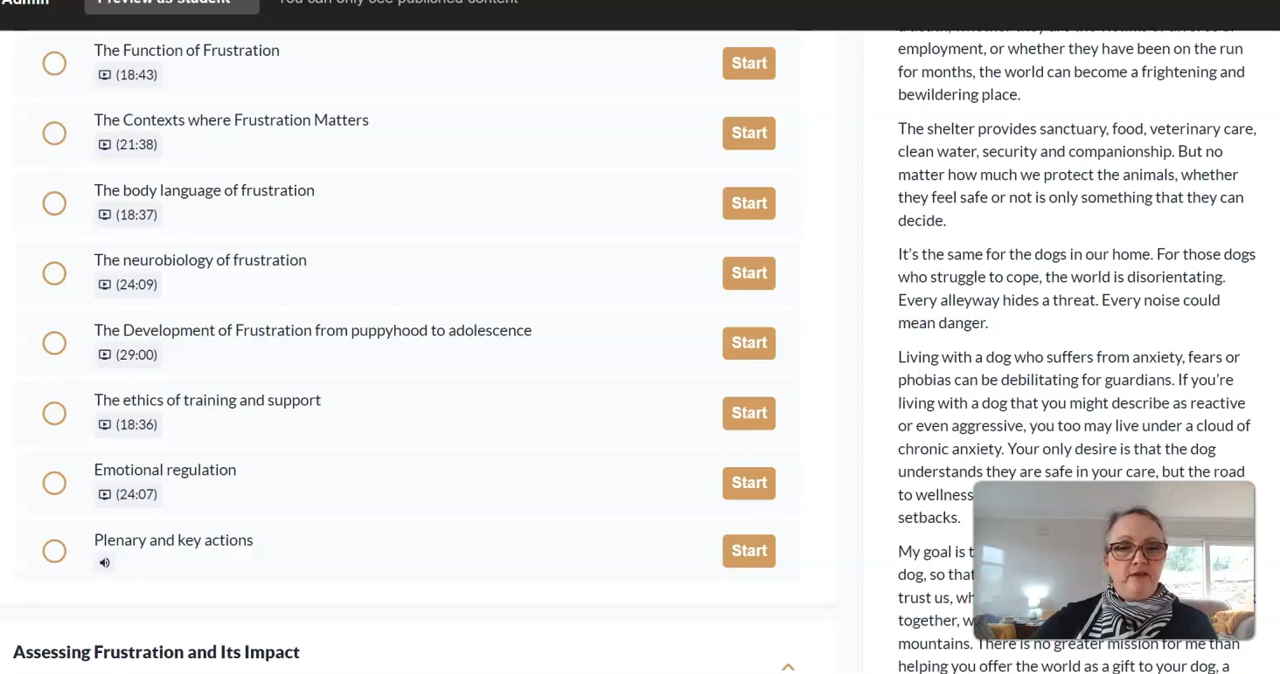 Admin
Preview as student
You can only see published content
The Function of Frustration
(18:43)
Start
The Contexts where Frustration Matters
(21:38)
Start
The body language of frustration
(18:37)
Start
The neurobiology of frustration
(24:09)
Start
The Development of Frustration from puppyhood to adolescence
(29:00)
Start
The ethics of training and support
(18:36)
Start
Emotional regulation
(24:07)
Start
Plenary and key actions
Start
Assessing Frustration and Its Impact
employment, or whether they have been on the run
for months, the world can become a frightening and
bewildering place.
The shelter provides sanctuary, food, veterinary care,
clean water, security and companionship. But no
matter how much we protect the animals, whether
they feel safe or not is only something that they can
decide.
It's the same for the dogs in our home. For those dogs
who struggle to cope, the world is disorientating.
Every alleyway hides a threat. Every noise could
mean danger.
Living with a dog who suffers from anxiety, fears or
phobias can be debilitating for guardians. If you're
living with a dog that you might describe as reactive
or even aggressive, you too may live under a cloud of
chronic anxiety. Your only desire is that the dog
understands they are safe in your care, but the road
to wellness
setbacks.
My goal is
dog, so that
trust us,
together,
mountains. There is no greater mission for me than
helping you offer the world as a gift to your dog, a